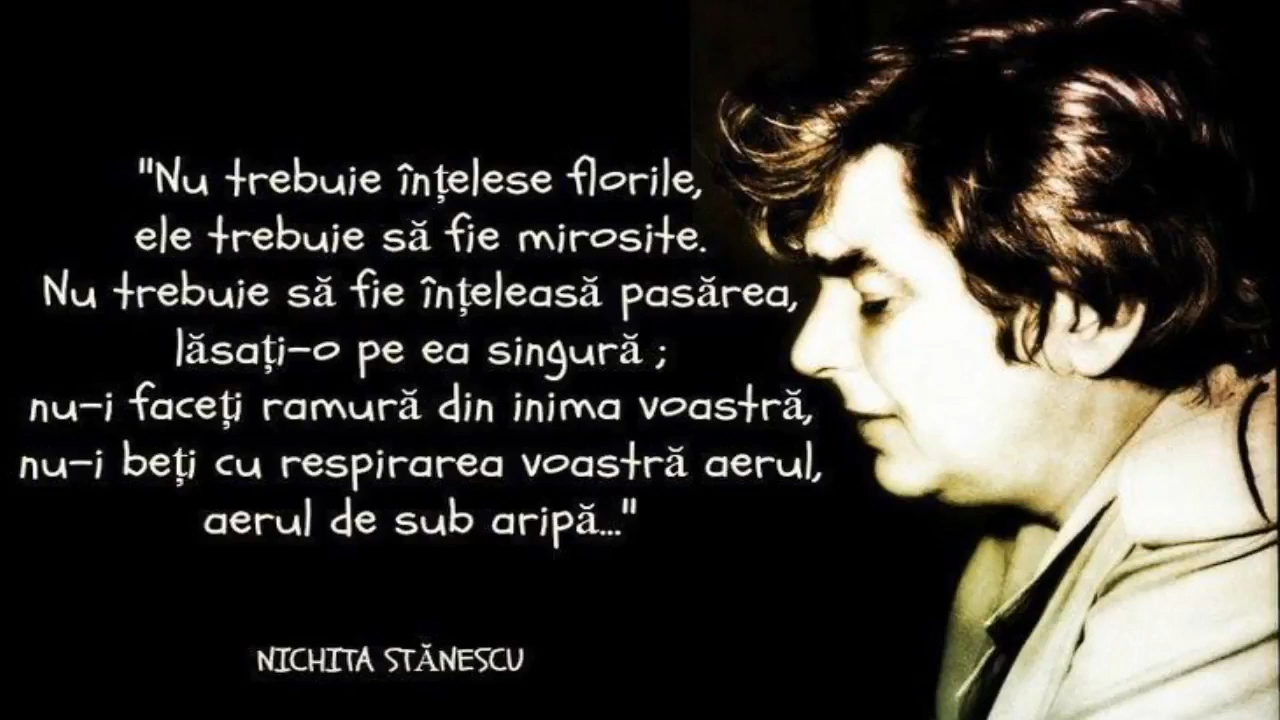 "Nu trebuie înțelese florile,
ele trebuie să fie mirosite.
Nu trebuie să fie înțeleasă pasărea,
lăsați-o pe ea singură ;
nu-i faceți ramură din inima voastră,
nu-i beți cu respirarea voastră aerul,
aerul de sub aripă..."
NICHITA STĂNESCU